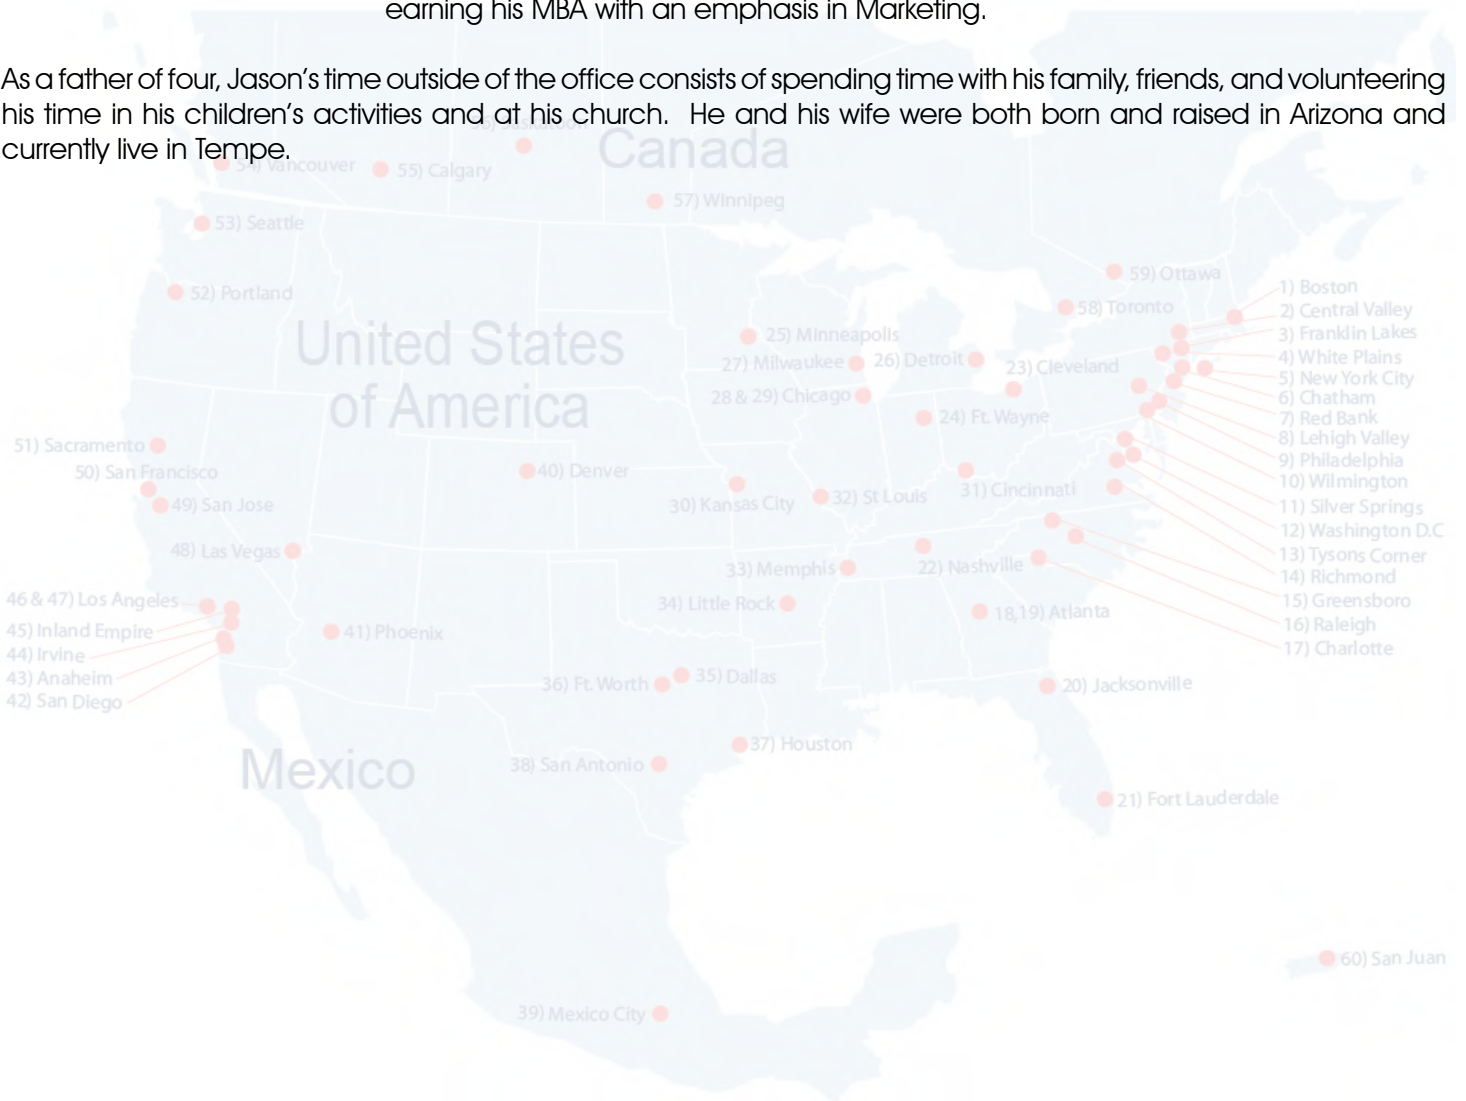 earning his MBA with an emphasis in Marketing.
As a father of four, Jason's time outside of the office consists of spending time with his family, friends, and volunteering
his time in his children's activities and at his church. He and his wife were both born and raised in Arizona and
currently live in Tempe.
56) Saskatoon
Canada
54) Vancouver
55) Calgary
57) Winnipeg
53) Seattle
59) Ottawa
1) Boston
52) Portland
58) Toronto
2) Central Valley
3) Franklin Lakes
United States
of America
25) Minneapolis
27) Milwaukee
26) Detroit
23) Cleveland
4) White Plains
5) New York City
28 & 29) Chicago
6) Chatham
24) Ft. Wayne
7) Red Bank
8) Lehigh Valley
51) Sacramento
9) Philadelphia
50) San Francisco
40) Denver
10) Wilmington
49) San Jose
30) Kansas City
32) St Louis
31) Cincinnati
11) Silver Springs
12) Washington D.C
48) Las Vegas
13) Tysons Corner
33) Memphis
22) Nashville
14) Richmond
46 & 47) Los Angeles
34) Little Rock
18,19) Atlanta
15) Greensboro
45) Inland Empire
41) Phoenix
16) Raleigh
44) Irvine
17) Charlotte
43) Anaheim
36) Ft. Worth
35) Dallas
20) Jacksonville
42) San Diego
37) Houston
Mexico
38) San Antonio
21) Fort Lauderdale
60) San Juan
39) Mexico City